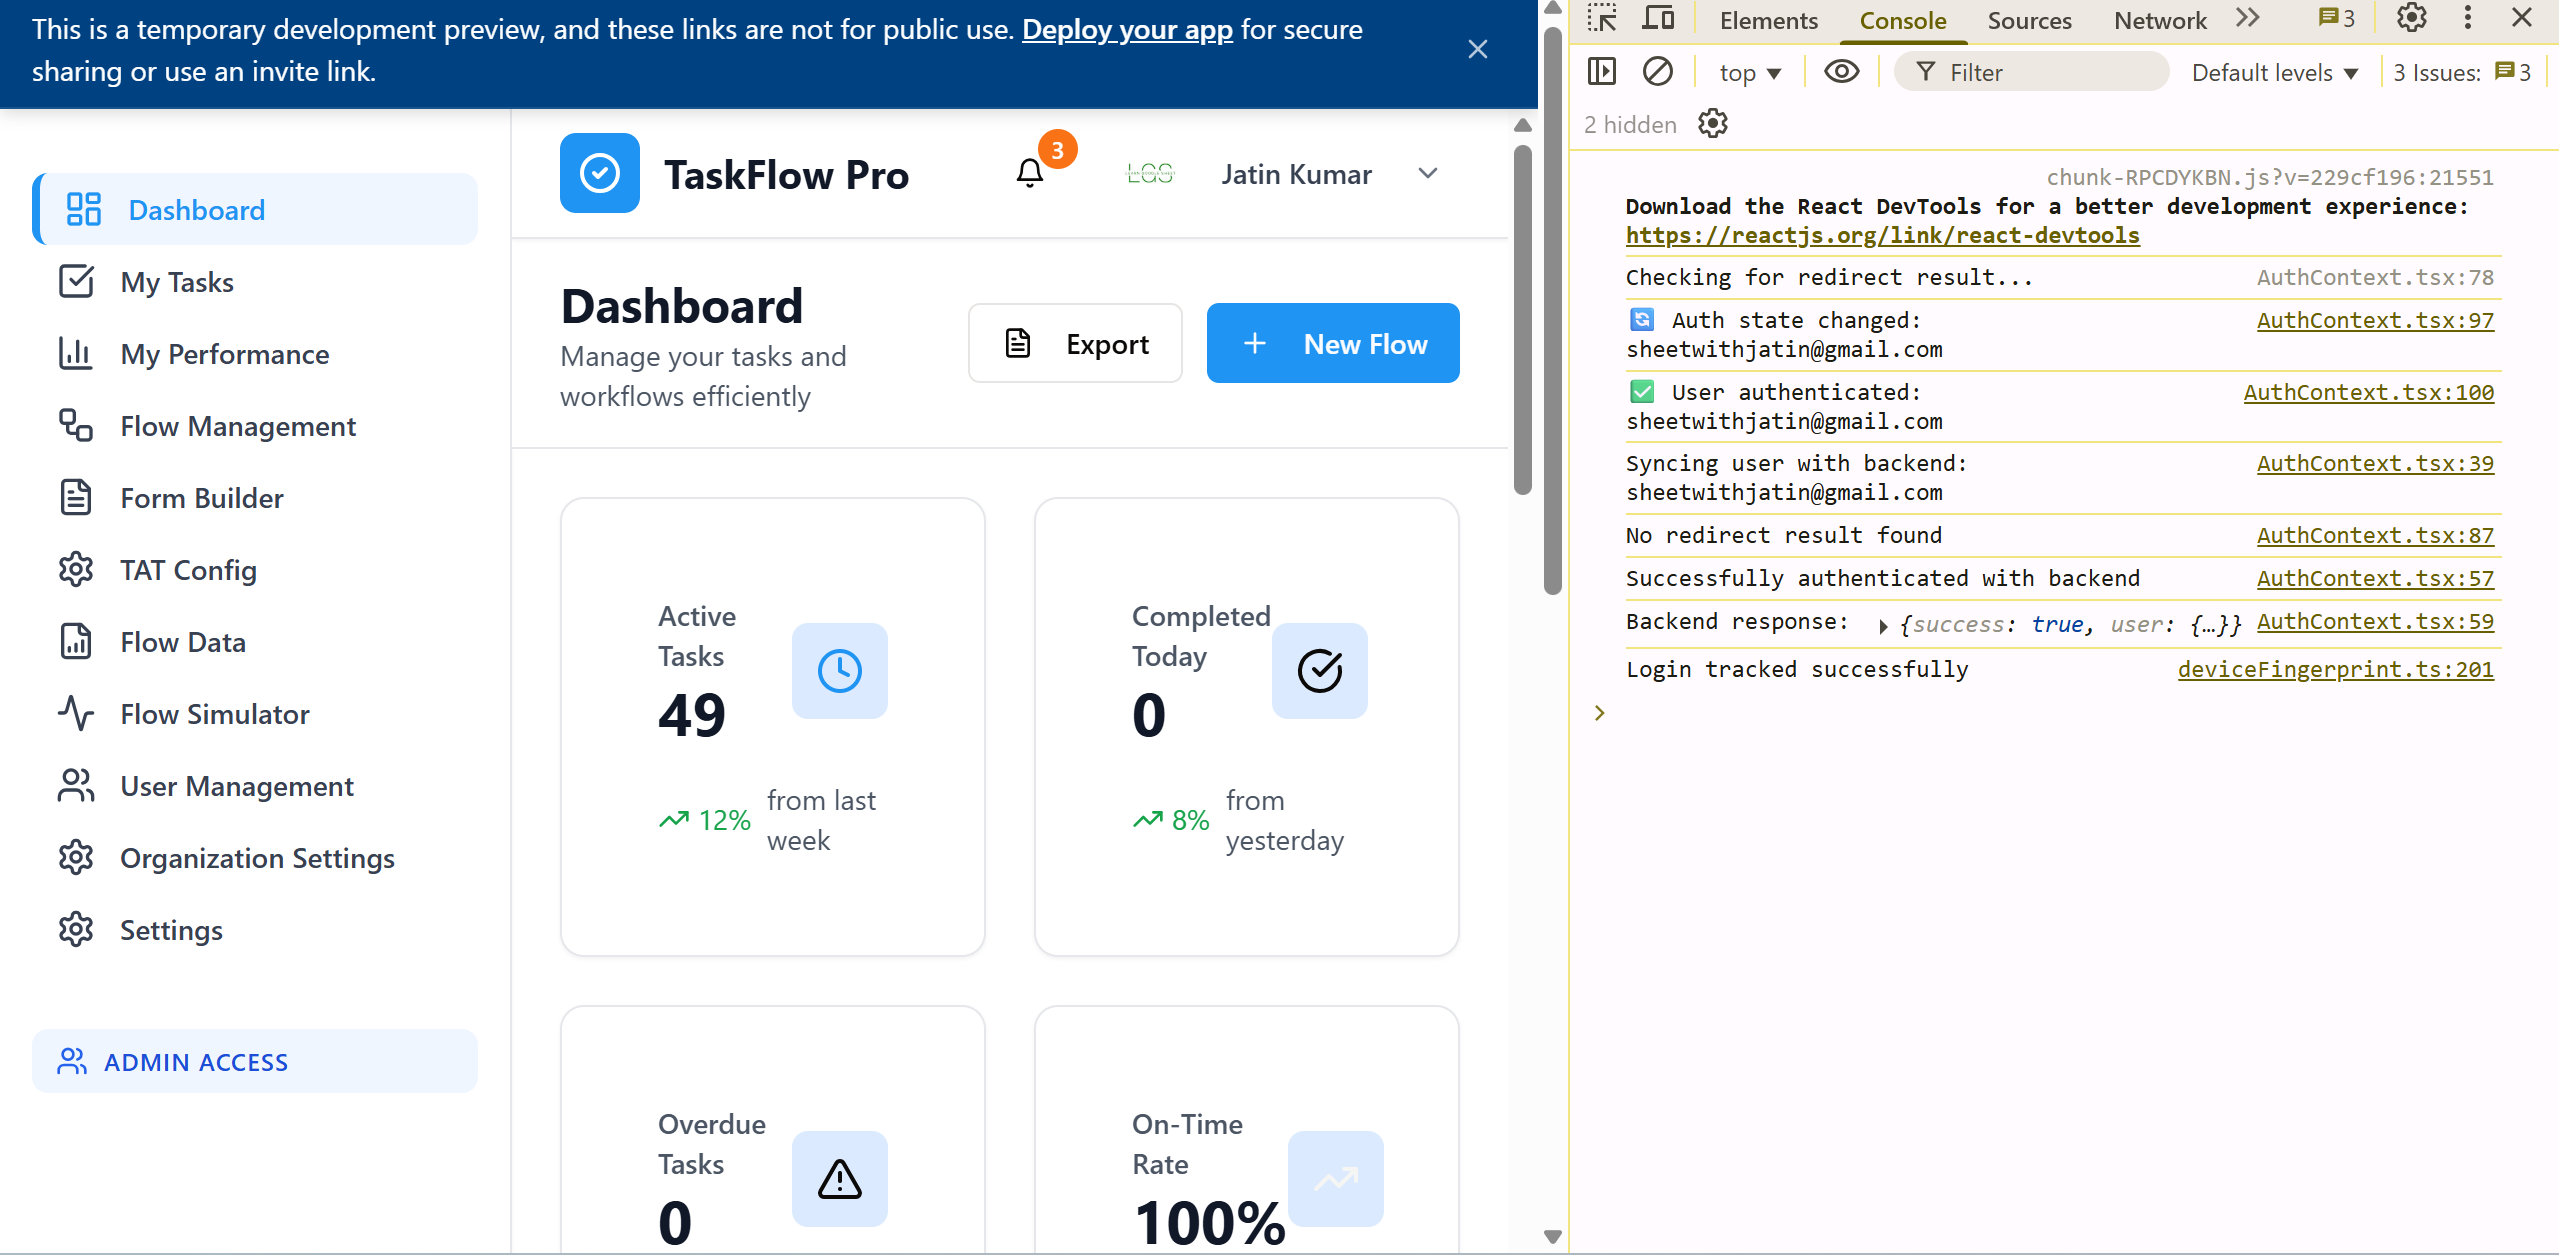 This is a temporary development preview, and these links are not for public use. Deploy your app for secure
sharing or use an invite link.
Dashboard
My Tasks
My Performance
Flow Management
Form Builder
TAT Config
Flow Data
Flow Simulator
User Management
Organization Settings
Settings
ADMIN ACCESS
TaskFlow Pro
3
LGS
Jatin Kumar
Dashboard
Manage your tasks and
workflows efficiently
Export
New Flow
Active
Tasks
49
12%
from last
week
Completed
Today
0
8%
from
yesterday
Overdue
Tasks
0
On-Time
Rate
100%
Elements
Console
Sources
Network
3
top
Filter
Default levels
3 Issues:
3
2 hidden
chunk-RPCDYKBN.js?v=229cf196:21551
Download the React DevTools for a better development experience:
https://reactjs.org/link/react-devtools
Checking for redirect result... AuthContext.tsx:78
Auth state changed: AuthContext.tsx:97
sheetwithjatin@gmail.com
User authenticated: AuthContext.tsx:100
sheetwithjatin@gmail.com
Syncing user with backend: AuthContext.tsx:39
sheetwithjatin@gmail.com
No redirect result found AuthContext.tsx:87
Successfully authenticated with backend AuthContext.tsx:57
Backend response: {success: true, user: {…}} AuthContext.tsx:59
Login tracked successfully deviceFingerprint.ts:201